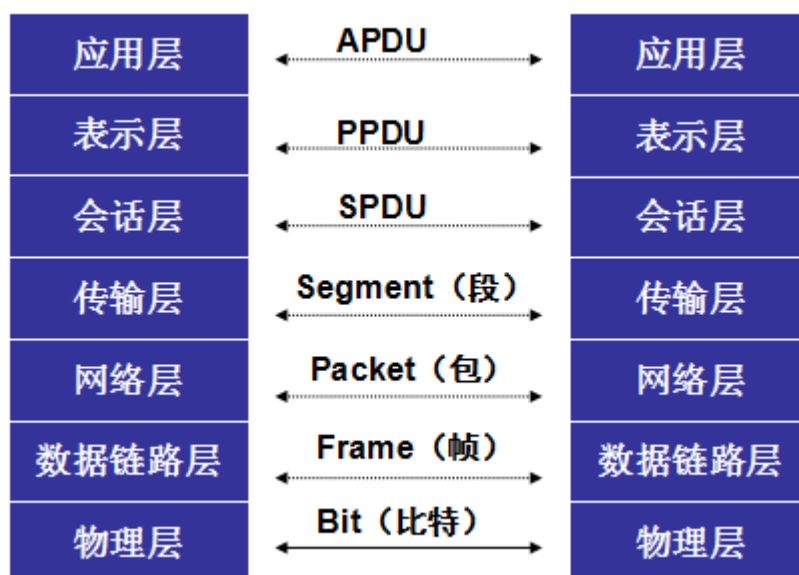 应用层 APDU 应用层
表示层 PPDU 表示层
会话层 SPDU 会话层
传输层 Segment（段） 传输层
网络层 Packet（包） 网络层
数据链路层 Frame（帧） 数据链路层
物理层 Bit（比特） 物理层